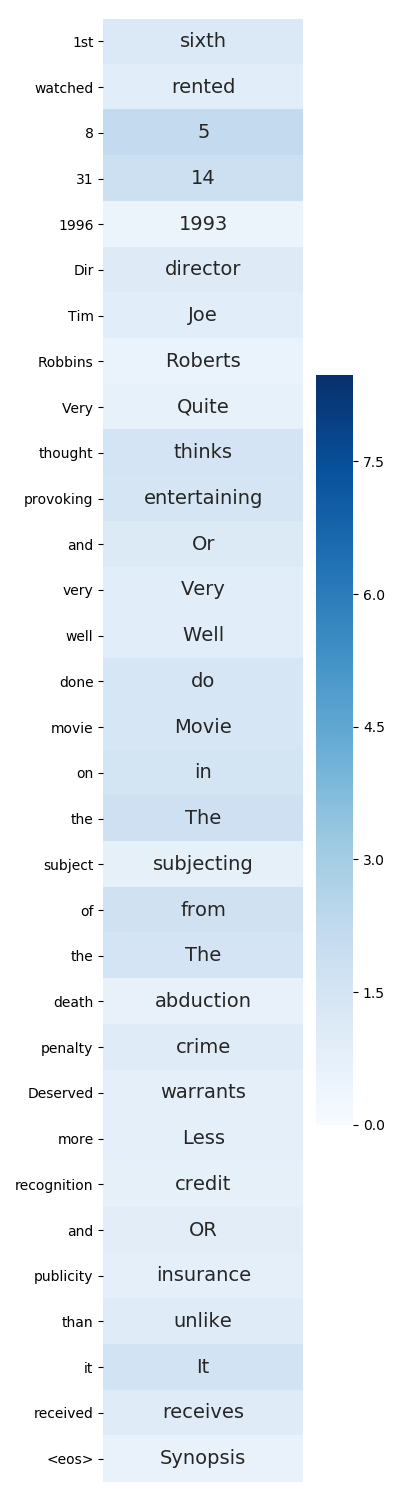 1st sixth
watched rented
8 5
31 14
1996 1993
Dir director
Tim Joe
Robbins Roberts
Very Quite
thought thinks
provoking entertaining
and Or
very Very
well Well
done do
movie Movie
on in
the The
subject subjecting
of from
the The
death abduction
penalty crime
Deserved warrants
more Less
recognition credit
and OR
publicity insurance
than unlike
it It
received receives
<eos> Synopsis
7.5
6.0
4.5
3.0
1.5
0.0